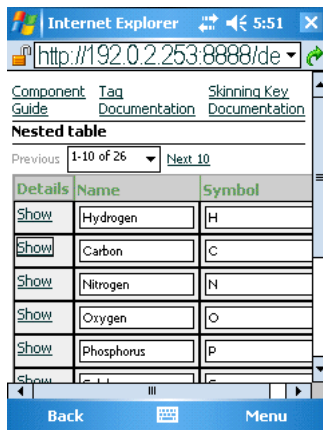 Internet Explorer 5:51
http://192.0.2.253:8888/de
Component Tag Skinning Key
Guide Documentation Documentation
Nested table
Previous 1-10 of 26 Next 10
Details Name Symbol
Show Hydrogen H
Show Carbon C
Show Nitrogen N
Show Oxygen O
Show Phosphorus P
Show
Back Menu